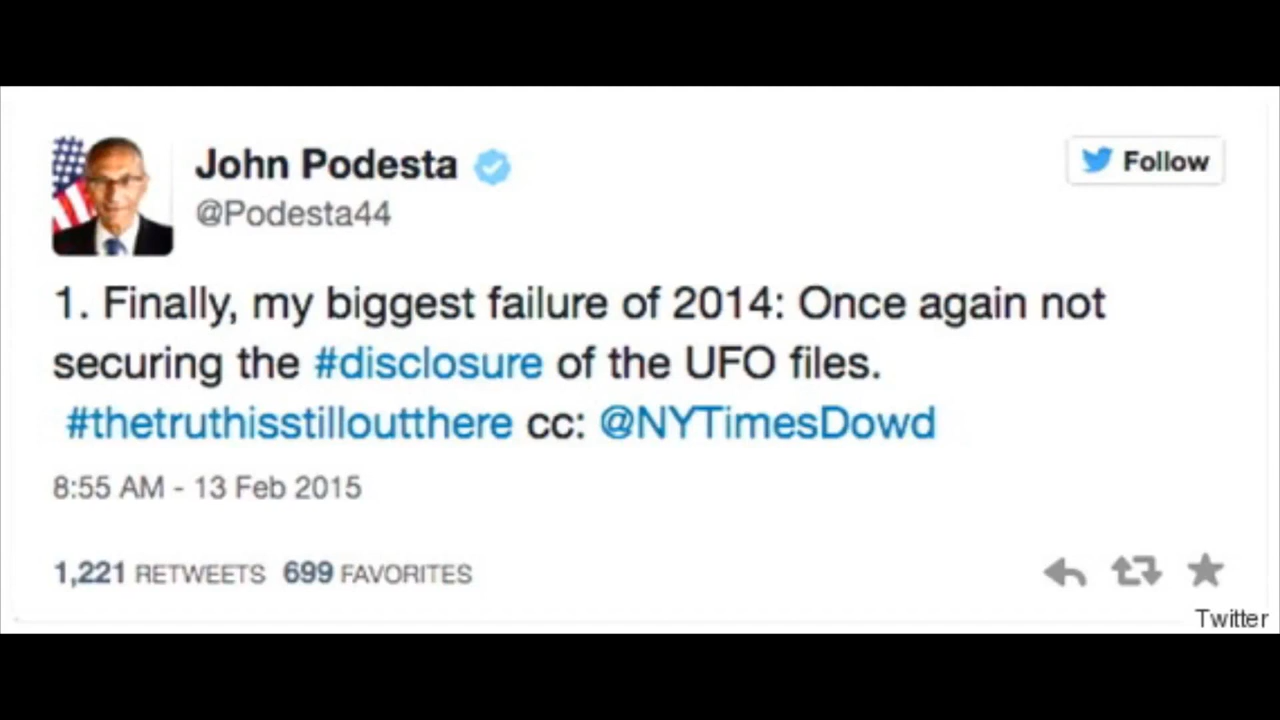 John Podesta
@Podesta44
Follow
1. Finally, my biggest failure of 2014: Once again not
securing the #disclosure of the UFO files.
#thetruthisstilloutthere cc: @NYTimesDowd
8:55 AM - 13 Feb 2015
1,221 RETWEETS 699 FAVORITES
Twitter